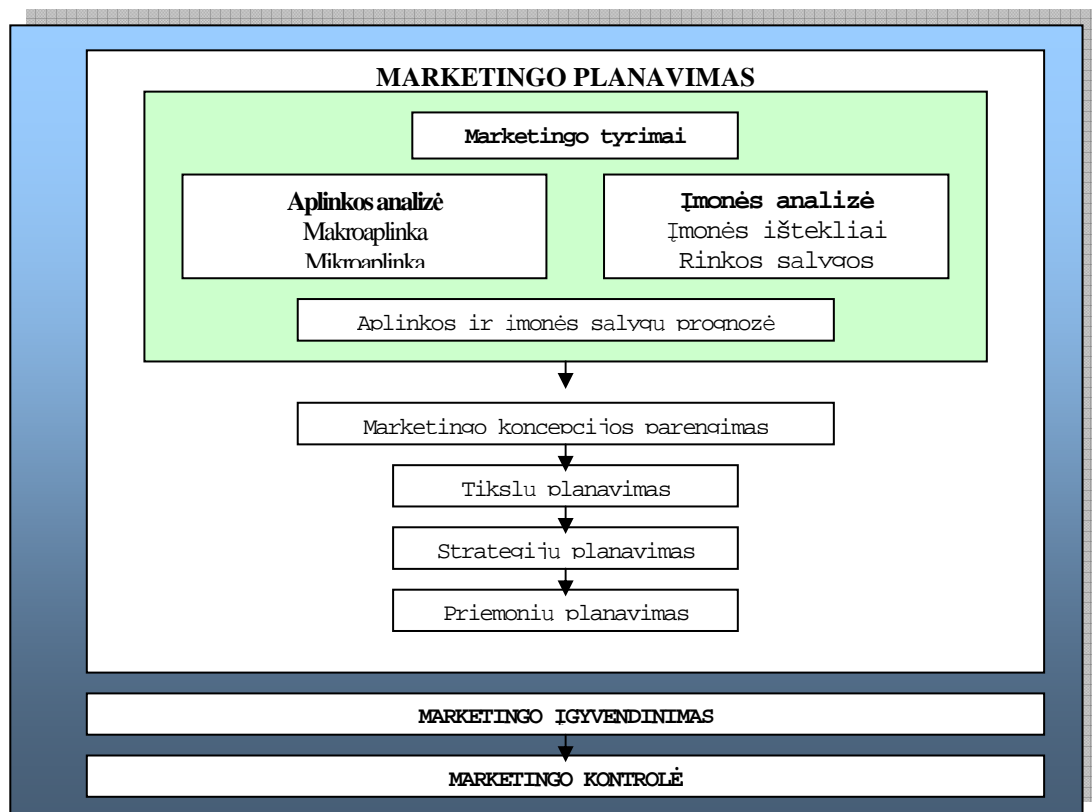 MARKETINGO PLANAVIMAS
Marketingo tyrimai
Aplinkos analizė
Makroaplinka
Mikroaplinka
Įmonės analizė
Įmonės ištekliai
Rinkos sąlygos
Aplinkos ir įmonės sąlygų prognozė
Marketingo koncepcijos parengimas
Tikslų planavimas
Strategijų planavimas
Priemonių planavimas
MARKETINGO ĮGYVENDINIMAS
MARKETINGO KONTROLĖ